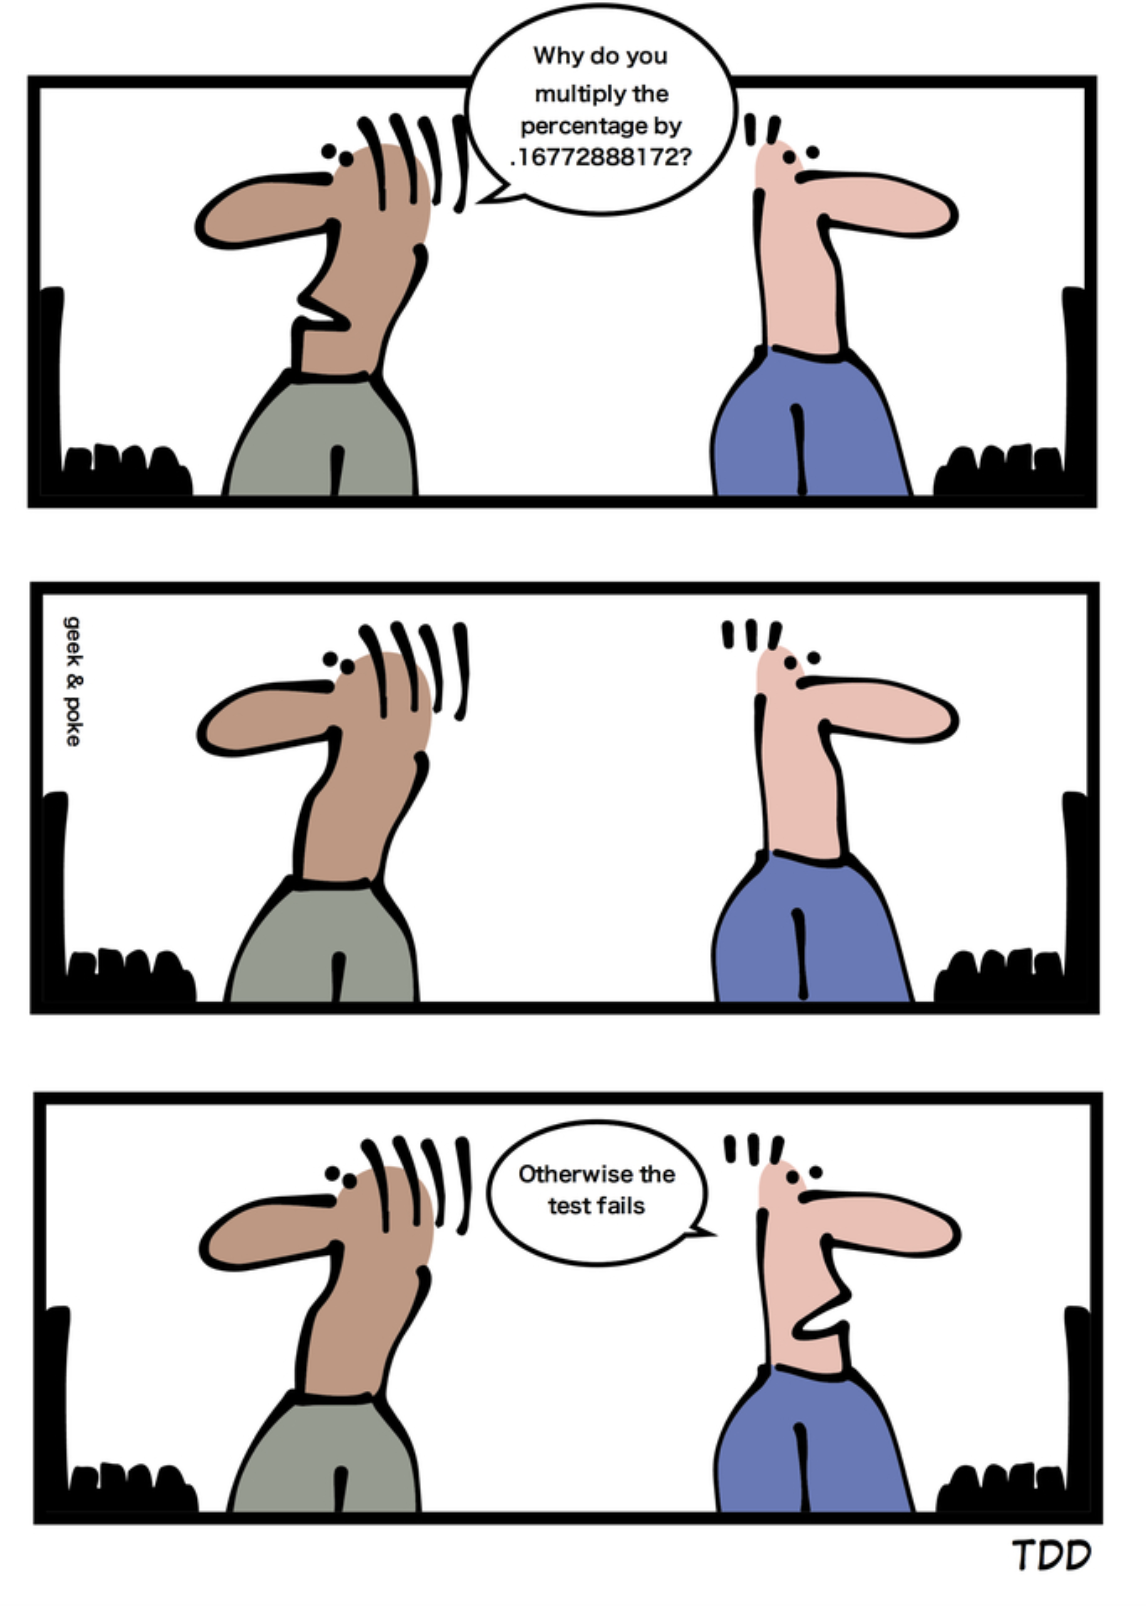 Why do you
multiply the
percentage by
.16772888172?
geek & poke
Otherwise the
test fails
TDD